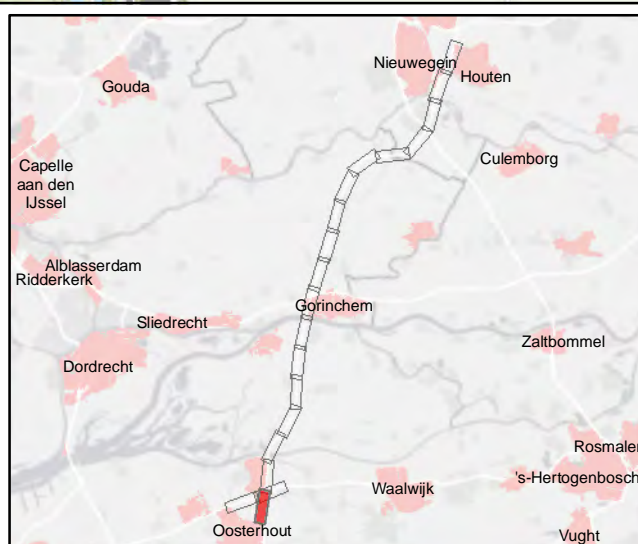 Nieuwegein
Houten
Gouda
Culemborg
Capelle
aan den
IJssel
Alblasserdam
Ridderkerk
Gorinchem
Sliedrecht
Zaltbommel
Dordrecht
Rosmalen
's-Hertogenbosch
Waalwijk
Oosterhout
Vught